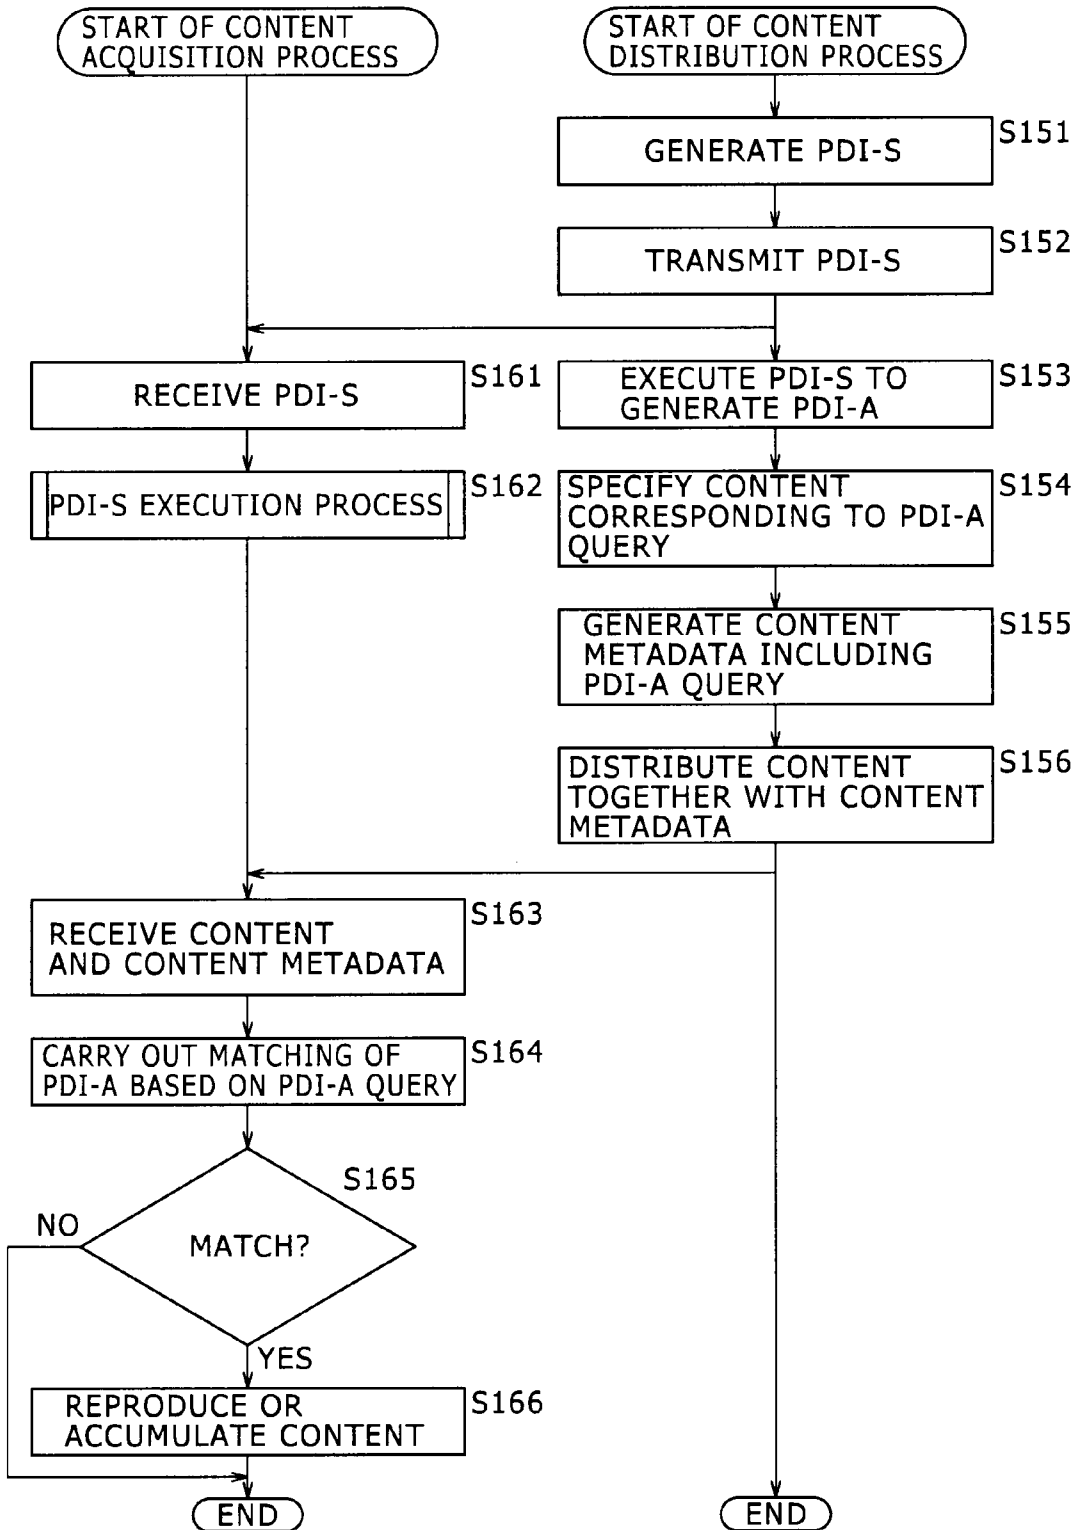 START OF CONTENT
ACQUISITION PROCESS
START OF CONTENT
DISTRIBUTION PROCESS
GENERATE PDI-S
S151
TRANSMIT PDI-S
S152
RECEIVE PDI-S
S161
EXECUTE PDI-S TO
GENERATE PDI-A
S153
PDI-S EXECUTION PROCESS
S162
SPECIFY CONTENT
CORRESPONDING TO PDI-A
QUERY
S154
GENERATE CONTENT
METADATA INCLUDING
PDI-A QUERY
S155
DISTRIBUTE CONTENT
TOGETHER WITH CONTENT
METADATA
S156
RECEIVE CONTENT
AND CONTENT METADATA
S163
CARRY OUT MATCHING OF
PDI-A BASED ON PDI-A QUERY
S164
S165
NO
MATCH?
YES
REPRODUCE OR
ACCUMULATE CONTENT
S166
END
END